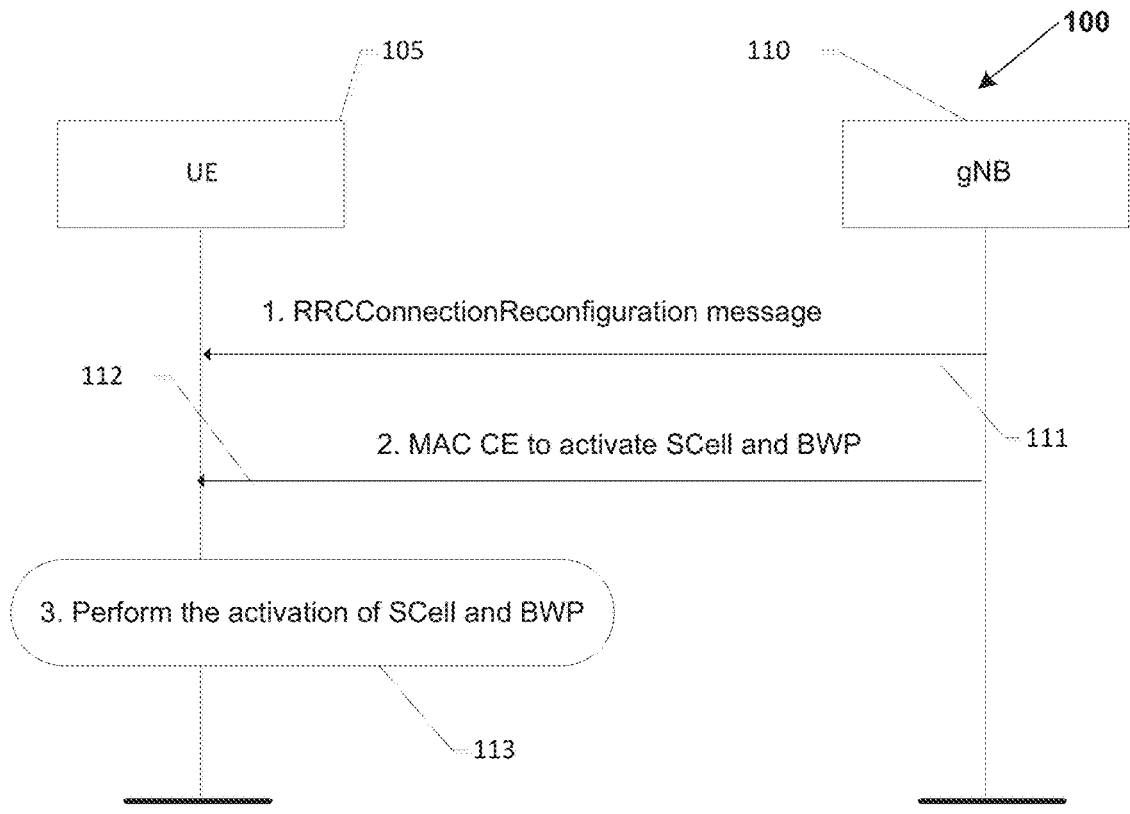 100
105
110
UE
gNB
1. RRCConnectionReconfiguration message
112
111
2. MAC CE to activate SCell and BWP
3. Perform the activation of SCell and BWP
113